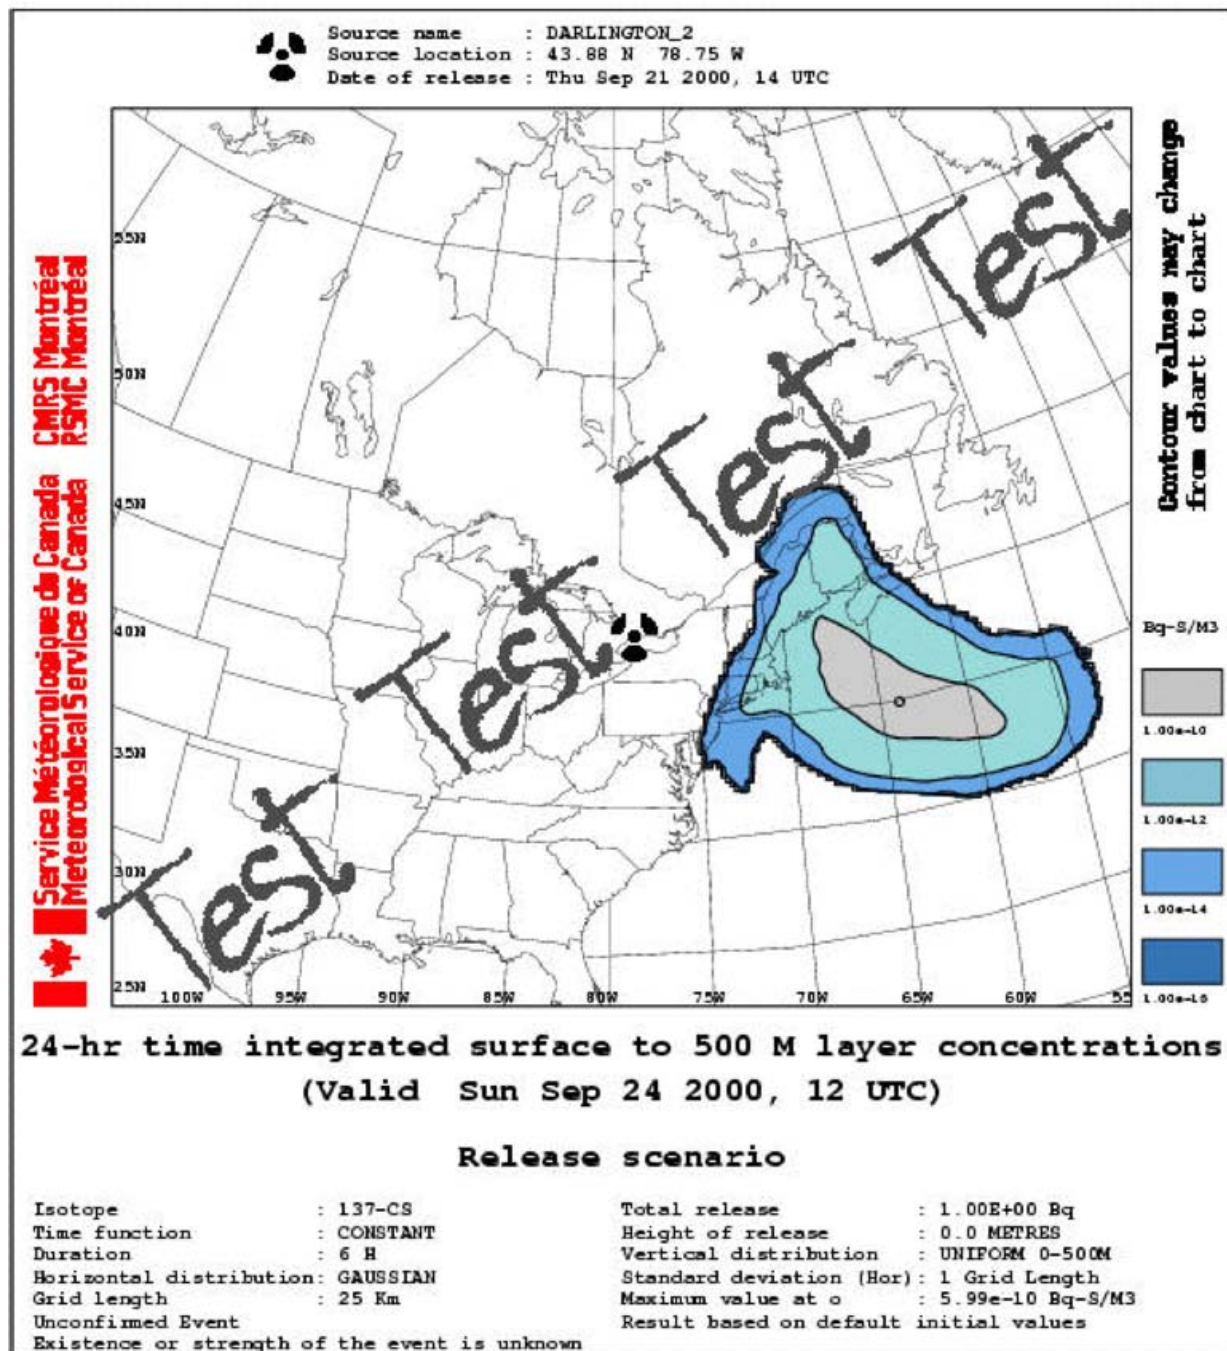 Source name : DARLINGTON_2
Source location : 43.88 N 78.75 W
Date of release : Thu Sep 21 2000, 14 UTC
Service Météorologique du Canada CMRS Montréal
Meteorological Service of Canada RSMC Montréal
Contour values may change
from chart to chart
Test
Test
Test
Test
55N
50N
45N
40N
35N
30N
25N
100W 95W 90W 85W 80W 75W 70W 65W 60W 55
Bq-S/M3
1.00e-10
1.00e-12
1.00e-14
1.00e-16
24-hr time integrated surface to 500 M layer concentrations
(Valid Sun Sep 24 2000, 12 UTC)
Release scenario
Isotope : 137-CS
Time function : CONSTANT
Duration : 6 H
Horizontal distribution: GAUSSIAN
Grid length : 25 Km
Unconfirmed Event
Existence or strength of the event is unknown
Total release : 1.00E+00 Bq
Height of release : 0.0 METRES
Vertical distribution : UNIFORM 0-500M
Standard deviation (Hor): 1 Grid Length
Maximum value at o : 5.99e-10 Bq-S/M3
Result based on default initial values